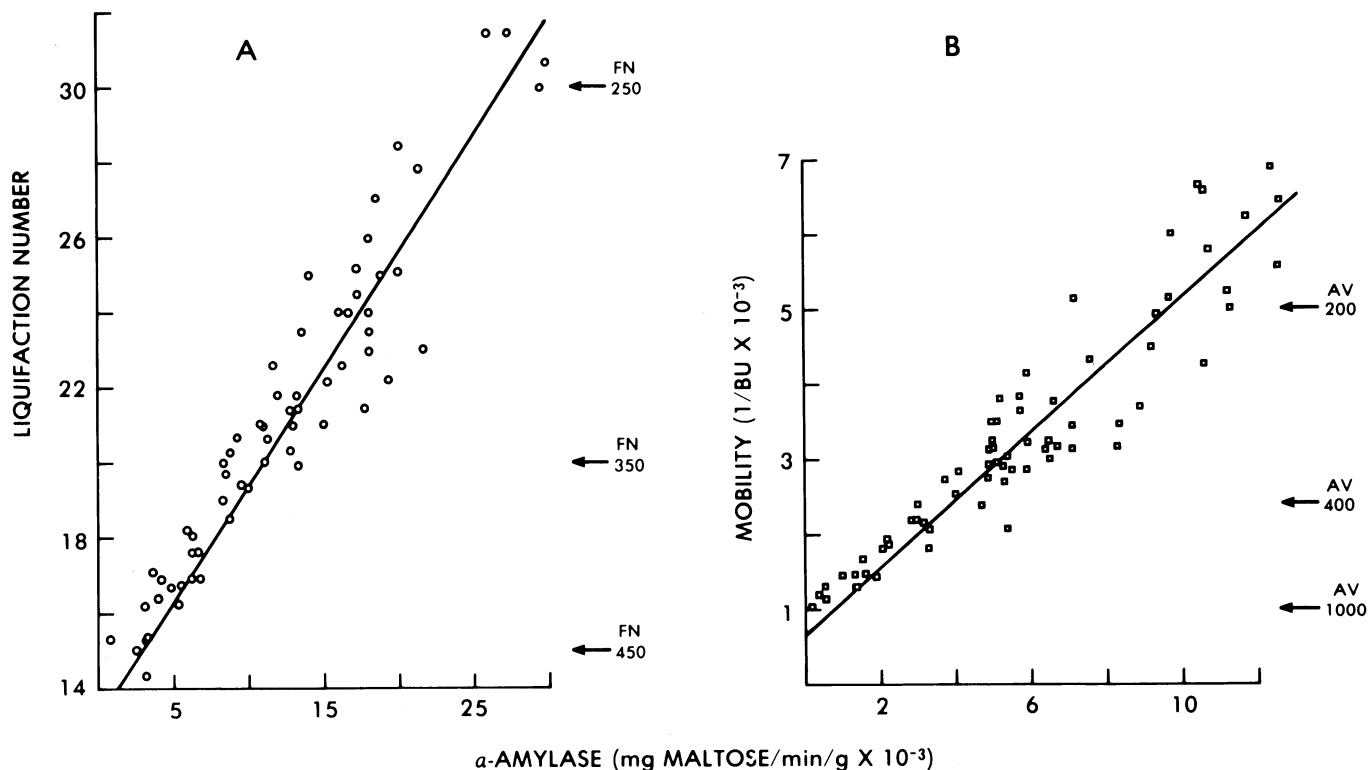 A
LIQUIFACTION NUMBER
30
26
22
18
14
5
15
25
FN
250
FN
350
FN
450
B
MOBILITY (1/BU X 10⁻³)
7
5
3
1
2
6
10
AV
200
AV
400
AV
1000
α-AMYLASE (mg MALTOSE/min/g X 10⁻³)